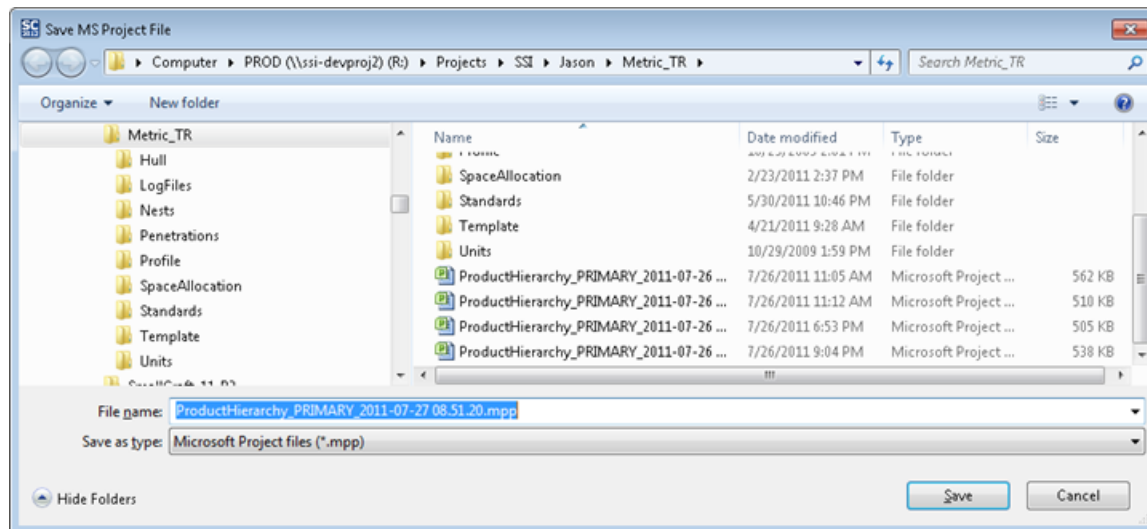 Save MS Project File
Computer ▸ PROD (\\ssi-devproj2) (R:) ▸ Projects ▸ SSI ▸ Jason ▸ Metric_TR ▸
Search Metric_TR
Organize New folder
Metric_TR
Hull
LogFiles
Nests
Penetrations
Profile
SpaceAllocation
Standards
Template
Units
Name Date modified Type Size
SpaceAllocation 2/23/2011 2:37 PM File folder
Standards 5/30/2011 10:46 PM File folder
Template 4/21/2011 9:28 AM File folder
Units 10/29/2009 1:59 PM File folder
ProductHierarchy_PRIMARY_2011-07-26 ... 7/26/2011 11:05 AM Microsoft Project ... 562 KB
ProductHierarchy_PRIMARY_2011-07-26 ... 7/26/2011 11:12 AM Microsoft Project ... 510 KB
ProductHierarchy_PRIMARY_2011-07-26 ... 7/26/2011 6:53 PM Microsoft Project ... 505 KB
ProductHierarchy_PRIMARY_2011-07-26 ... 7/26/2011 9:04 PM Microsoft Project ... 538 KB
File name: ProductHierarchy_PRIMARY_2011-07-27 08.51.20.mpp
Save as type: Microsoft Project files (*.mpp)
Hide Folders
Save
Cancel